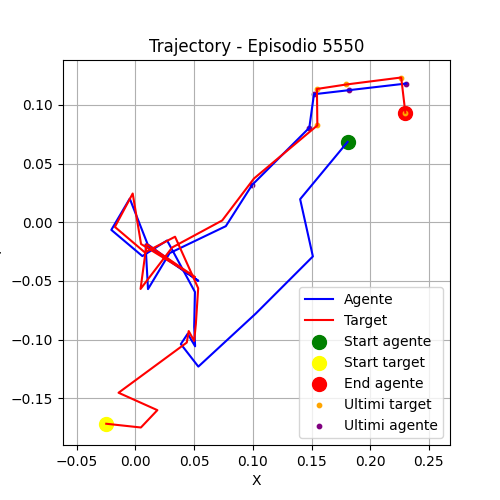 Trajectory - Episodio 5550
0.10
0.05
0.00
−0.05
−0.10
−0.15
−0.05
0.00
0.05
0.10
0.15
0.20
0.25
X
Agente
Target
Start agente
Start target
End agente
Ultimi target
Ultimi agente